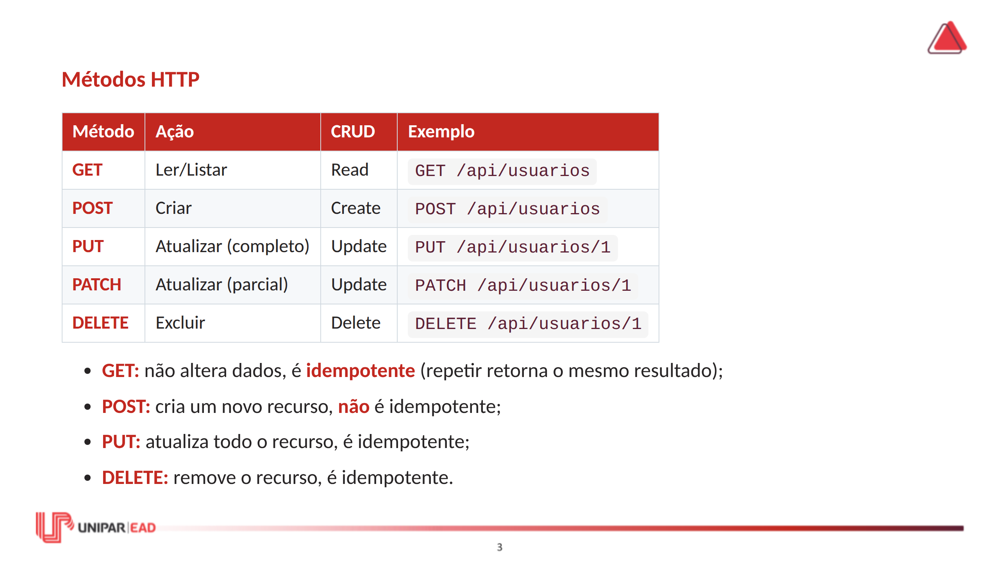 Métodos HTTP
Método Ação CRUD Exemplo
GET Ler/Listar Read GET /api/usuarios
POST Criar Create POST /api/usuarios
PUT Atualizar (completo) Update PUT /api/usuarios/1
PATCH Atualizar (parcial) Update PATCH /api/usuarios/1
DELETE Excluir Delete DELETE /api/usuarios/1
• GET: não altera dados, é idempotente (repetir retorna o mesmo resultado);
• POST: cria um novo recurso, não é idempotente;
• PUT: atualiza todo o recurso, é idempotente;
• DELETE: remove o recurso, é idempotente.
UNIPAR|EAD
3